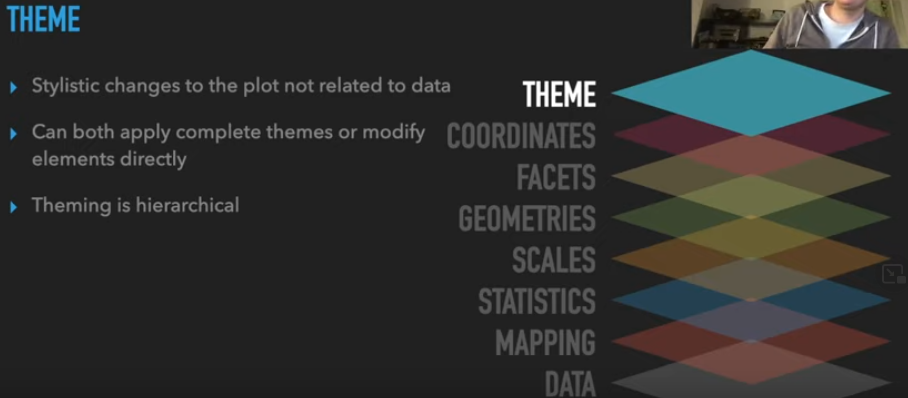 THEME
Stylistic changes to the plot not related to data
Can both apply complete themes or modify
elements directly
Theming is hierarchical
THEME
COORDINATES
FACETS
GEOMETRIES
SCALES
STATISTICS
MAPPING
DATA